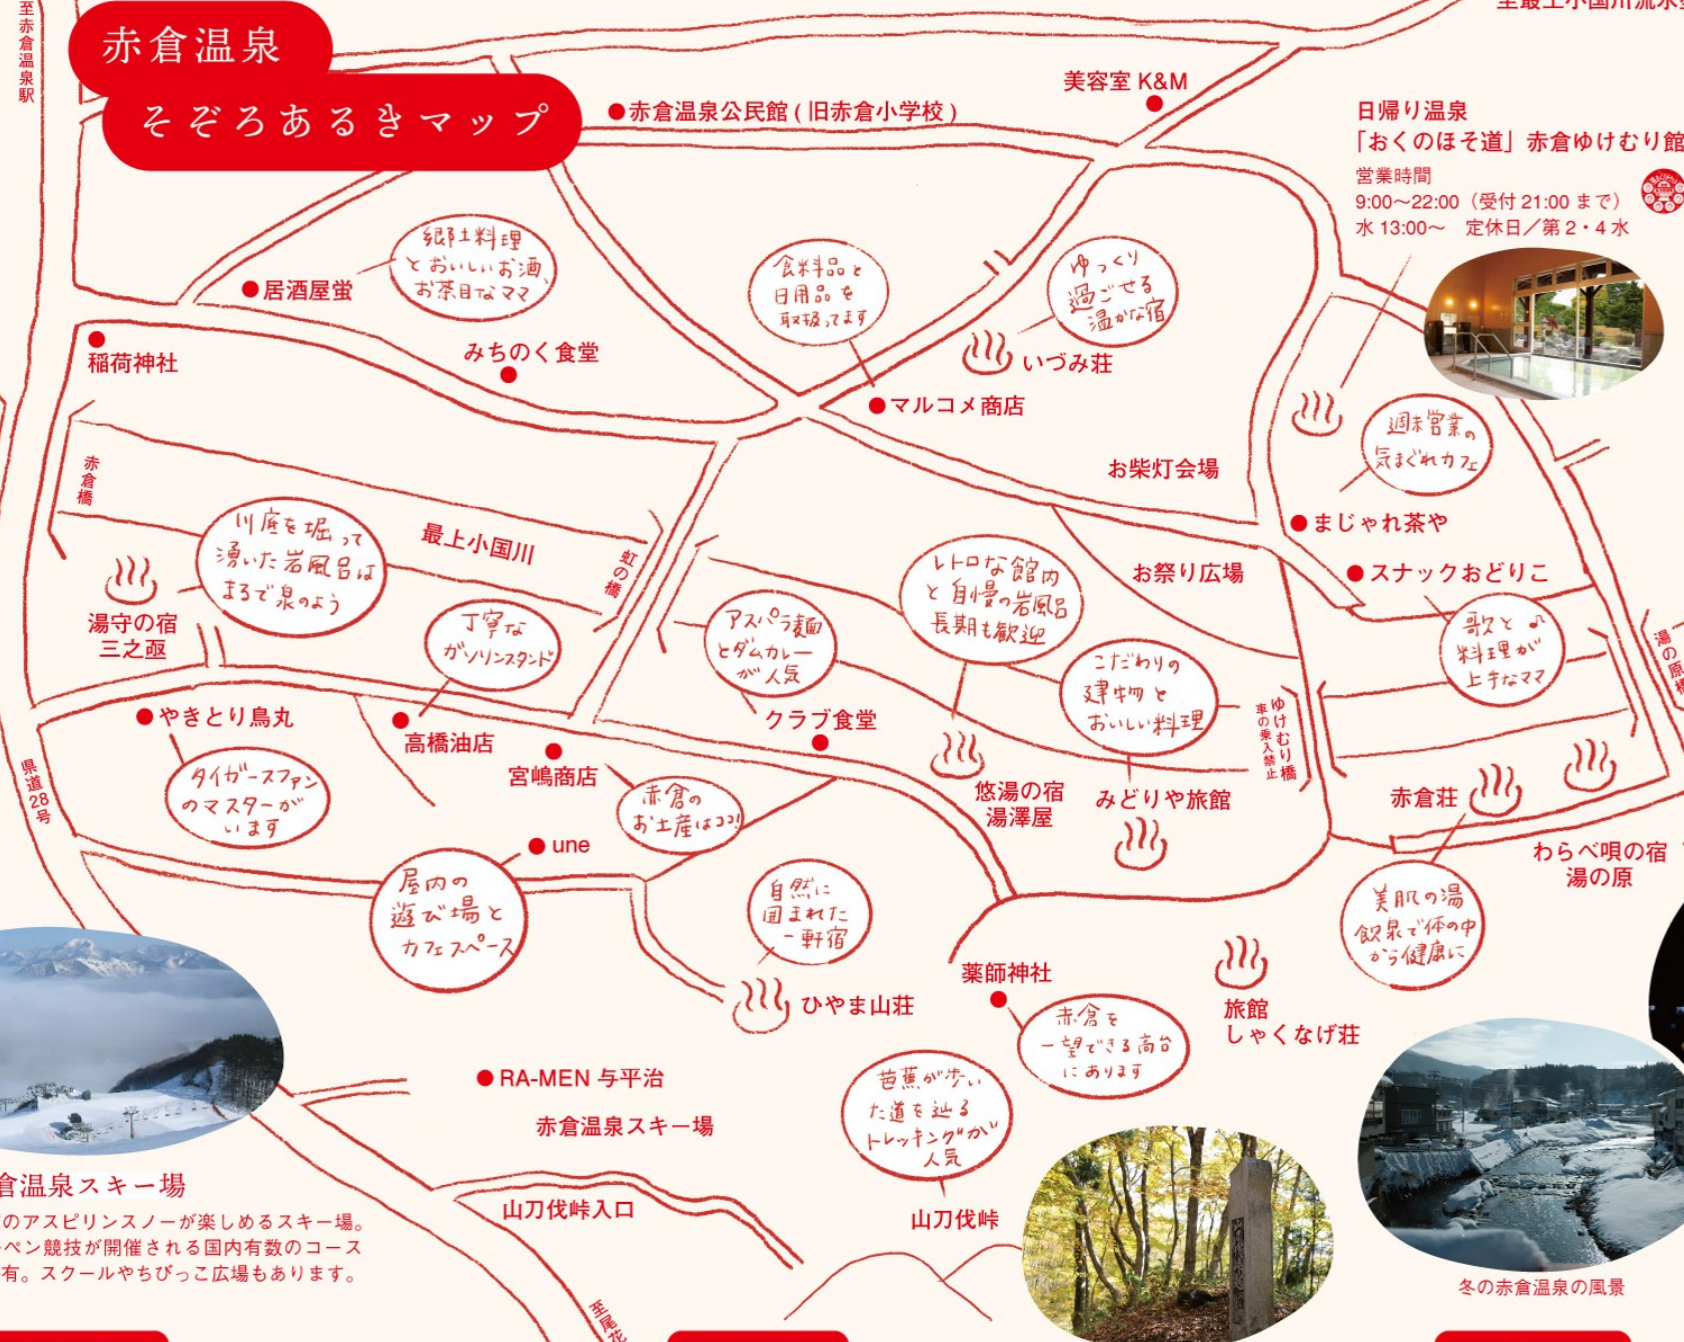 至赤倉温泉駅
赤倉温泉
そぞろあるきマップ
赤倉温泉公民館 ( 旧赤倉小学校 )
美容室 K&M
日帰り温泉
「おくのほそ道」赤倉ゆけむり館
営業時間
9:00〜22:00（受付 21:00 まで）
水 13:00〜　定休日／第 2・4 水
郷土料理
とおいしいお酒、
お茶目なママ
居酒屋蛍
食料品と
日用品を
取扱ってます
ゆっくり
過ごせる
温かな宿
稲荷神社
みちのく食堂
いづみ荘
マルコメ商店
週末営業の
気まぐれカフェ
赤倉橋
お柴灯会場
まじゃれ茶や
川底を堀って
湧いた岩風呂は
まるで泉のよう
最上小国川
虹の橋
レトロな館内
と自慢の岩風呂
長期も歓迎
お祭り広場
スナックおどりこ
湯守の宿
三之亟
丁寧な
ガソリンスタンド
アスパラ麺
とダムカレー
が人気
こだわりの
建物と
おいしい料理
歌と♫
料理が
上手なママ
湯の原橋
やきとり鳥丸
高橋油店
クラブ食堂
ゆけむり橋
車の乗入禁止
県道28号
タイガースファン
のマスターが
います
宮嶋商店
赤倉の
お土産はココ!
悠湯の宿
湯澤屋
みどりや旅館
赤倉荘
une
わらべ唄の宿
湯の原
屋内の
遊び場と
カフェスペース
自然に
囲まれた
一軒宿
美肌の湯
飲泉で体の中
から健康に
ひやま山荘
薬師神社
旅館
しゃくなげ荘
赤倉を
一望できる高台
にあります
RA-MEN 与平治
赤倉温泉スキー場
芭蕉が歩い
た道を辿る
トレッキングが
人気
倉温泉スキー場
のアスピリンスノーが楽しめるスキー場。
ペン競技が開催される国内有数のコース
有。スクールやちびっこ広場もあります。
山刀伐峠入口
山刀伐峠
至尾花
冬の赤倉温泉の風景